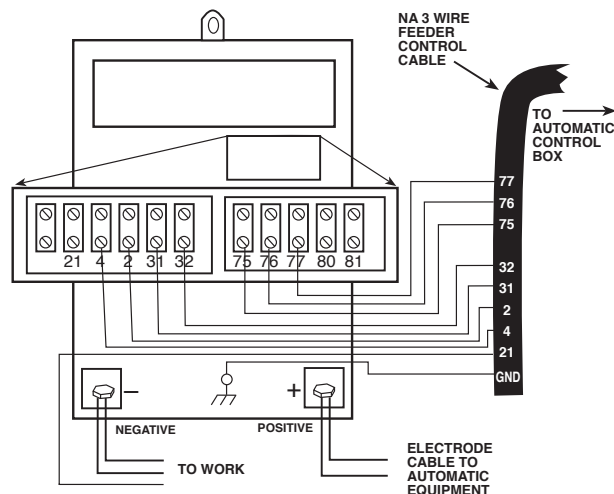 NA 3 WIRE
FEEDER
CONTROL
CABLE
TO
AUTOMATIC
CONTROL
BOX
77
76
75
32
31
2
4
21
GND
21 4 2 31 32 75 76 77 80 81
− +
NEGATIVE POSITIVE
TO WORK
ELECTRODE
CABLE TO
AUTOMATIC
EQUIPMENT